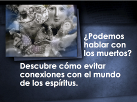 ¿Podemos
hablar con
los muertos?
Descubre cómo evitar
conexiones con el mundo
de los espíritus.